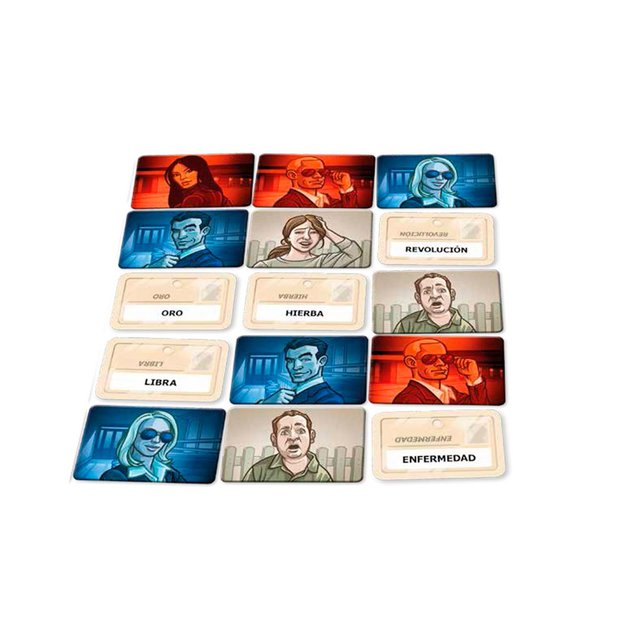 REVOLUCIÓN
REVOLUCIÓN
ORO
ORO
HIERBA
HIERBA
LIBRA
LIBRA
ENFERMEDAD
ENFERMEDAD